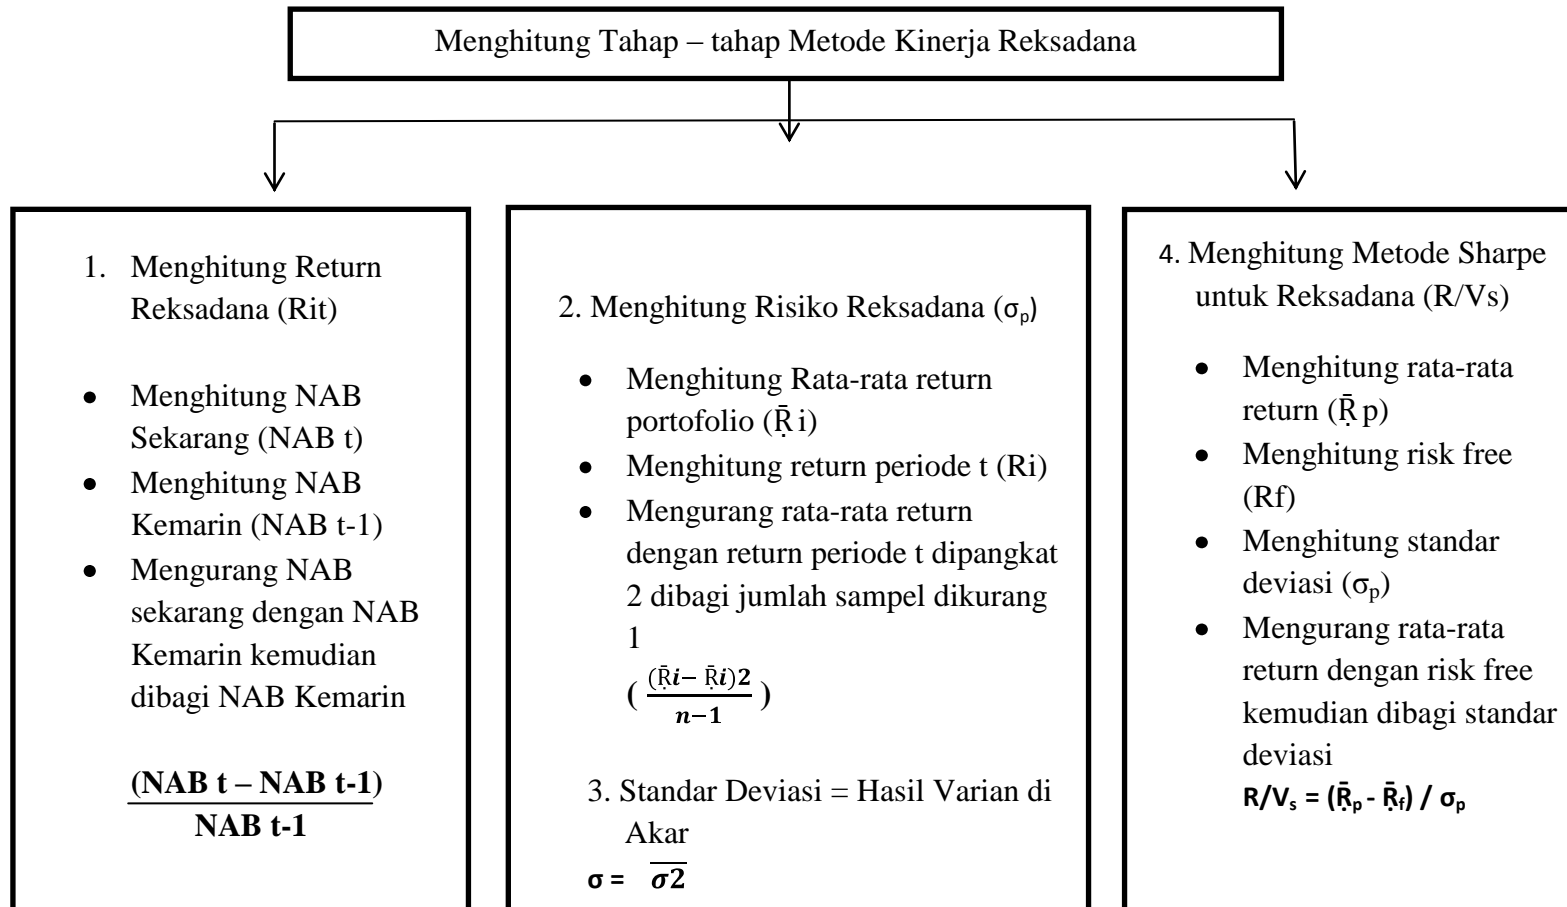 Menghitung Tahap – tahap Metode Kinerja Reksadana
1. Menghitung Return
Reksadana (Rit)
• Menghitung NAB
Sekarang (NAB t)
• Menghitung NAB
Kemarin (NAB t-1)
• Mengurang NAB
sekarang dengan NAB
Kemarin kemudian
dibagi NAB Kemarin
(NAB t – NAB t-1)
NAB t-1
2. Menghitung Risiko Reksadana (σₚ)
• Menghitung Rata-rata return
portofolio (Ṝ i)
• Menghitung return periode t (Ri)
• Mengurang rata-rata return
dengan return periode t dipangkat
2 dibagi jumlah sampel dikurang
1
( (Ṝi− Ṝi)2 )
n−1
3. Standar Deviasi = Hasil Varian di
Akar
σ = σ2̅
4. Menghitung Metode Sharpe
untuk Reksadana (R/Vs)
• Menghitung rata-rata
return (Ṝ p)
• Menghitung risk free
(Rf)
• Menghitung standar
deviasi (σₚ)
• Mengurang rata-rata
return dengan risk free
kemudian dibagi standar
deviasi
R/Vₛ = (Ṝₚ - Ṝf) / σₚ